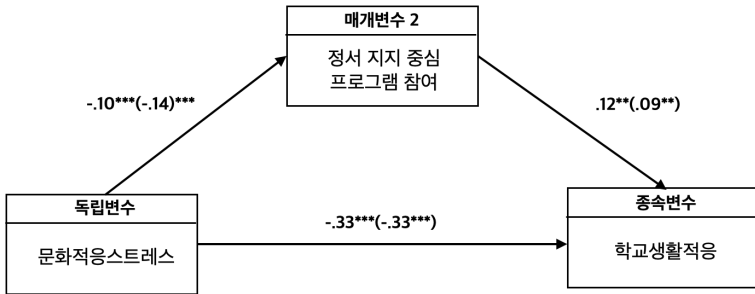 매개변수 2
정서 지지 중심
프로그램 참여
-.10***(-.14)***
.12**(.09**)
독립변수
문화적응스트레스
-.33***(-.33***)
종속변수
학교생활적응